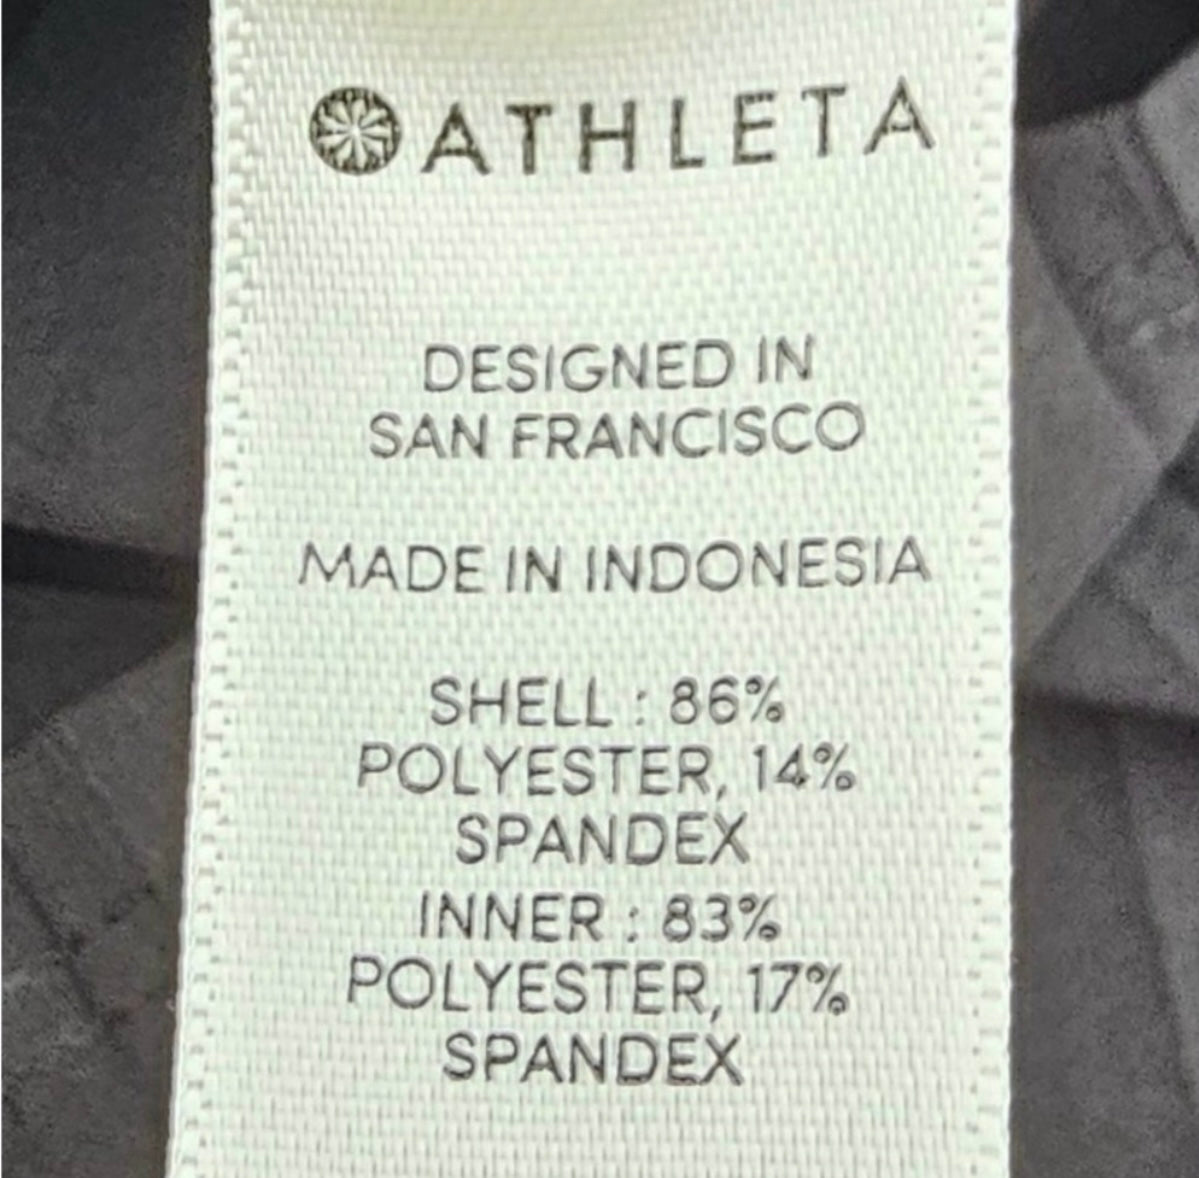 ATHLETA
DESIGNED IN
SAN FRANCISCO
MADE IN INDONESIA
SHELL : 86%
POLYESTER, 14%
SPANDEX
INNER : 83%
POLYESTER, 17%
SPANDEX